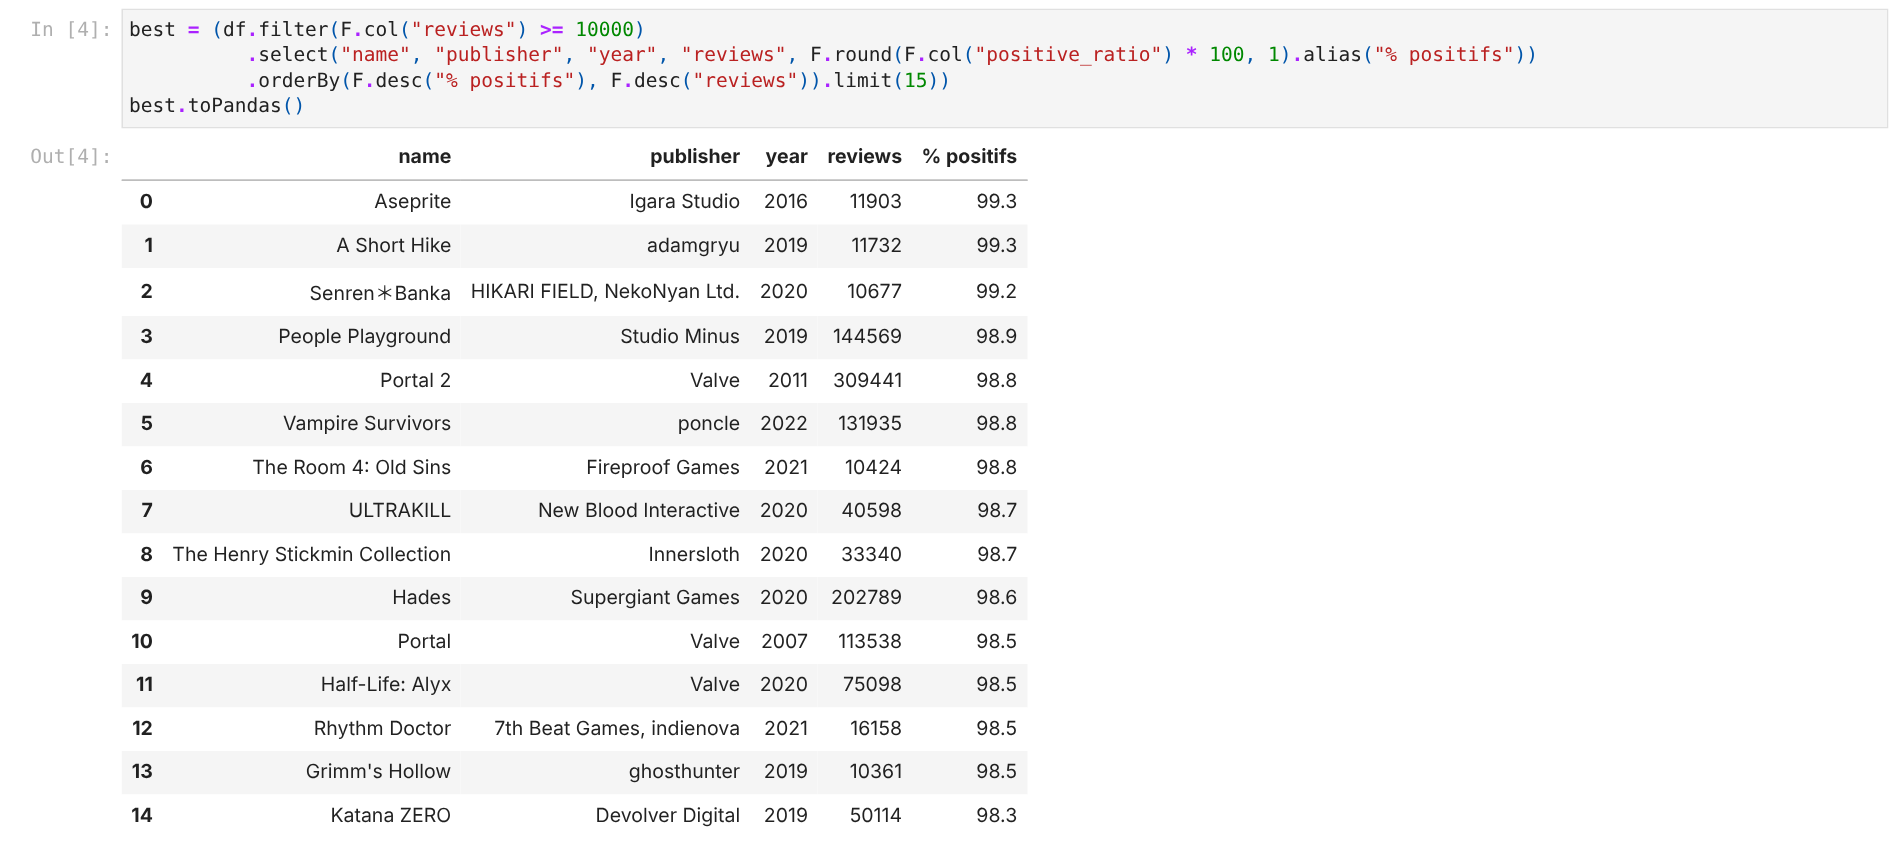 In [4]: best = (df.filter(F.col("reviews") >= 10000)
.select("name", "publisher", "year", "reviews", F.round(F.col("positive_ratio") * 100, 1).alias("% positifs"))
.orderBy(F.desc("% positifs"), F.desc("reviews")).limit(15))
best.toPandas()
Out[4]: name publisher year reviews % positifs
0 Aseprite Igara Studio 2016 11903 99.3
1 A Short Hike adamgryu 2019 11732 99.3
2 Senren＊Banka HIKARI FIELD, NekoNyan Ltd. 2020 10677 99.2
3 People Playground Studio Minus 2019 144569 98.9
4 Portal 2 Valve 2011 309441 98.8
5 Vampire Survivors poncle 2022 131935 98.8
6 The Room 4: Old Sins Fireproof Games 2021 10424 98.8
7 ULTRAKILL New Blood Interactive 2020 40598 98.7
8 The Henry Stickmin Collection Innersloth 2020 33340 98.7
9 Hades Supergiant Games 2020 202789 98.6
10 Portal Valve 2007 113538 98.5
11 Half-Life: Alyx Valve 2020 75098 98.5
12 Rhythm Doctor 7th Beat Games, indienova 2021 16158 98.5
13 Grimm's Hollow ghosthunter 2019 10361 98.5
14 Katana ZERO Devolver Digital 2019 50114 98.3